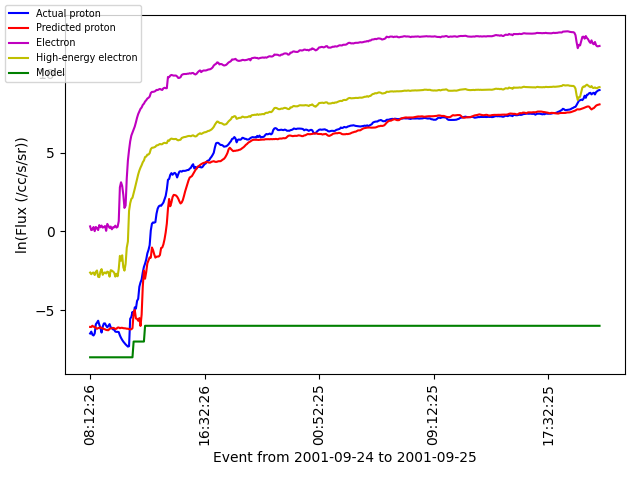 Actual proton
Predicted proton
Electron
High-energy electron
Model
5
0
−5
ln(Flux (/cc/s/sr))
08:12:26
16:32:26
00:52:25
09:12:25
17:32:25
Event from 2001-09-24 to 2001-09-25